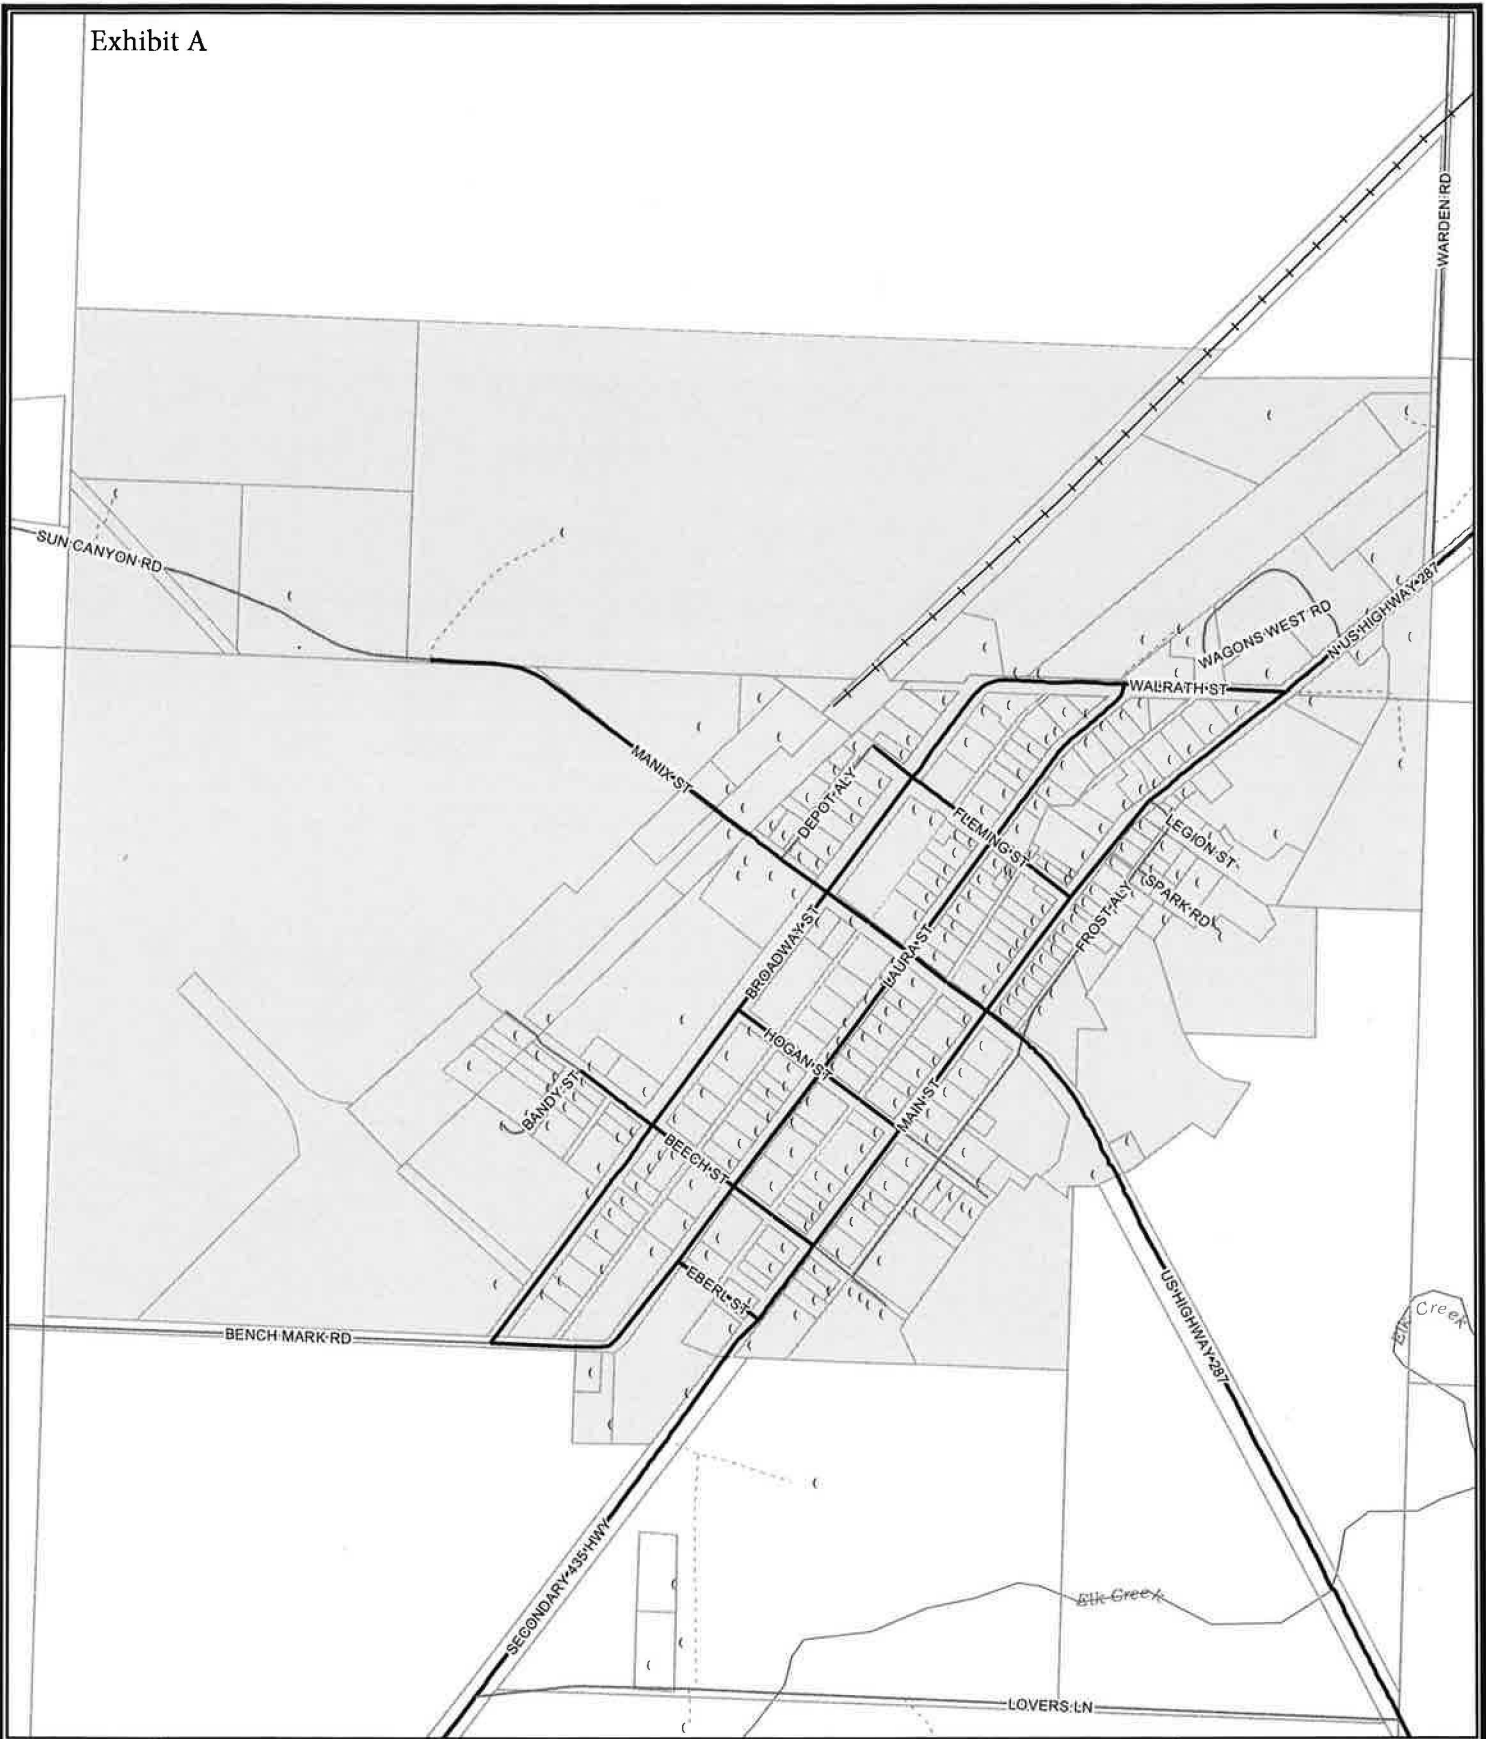 Exhibit A
WARDEN RD
SUN CANYON RD
N US HIGHWAY 287
WAGONS WEST RD
WALRATH ST
MANIX ST
DEPOT ALY
FLEMING ST
LEGION ST
SPARK RD
FROST ALY
BROADWAY ST
LAURA ST
HOGAN ST
MAIN ST
BANDY ST
BEECH ST
EBERL ST
US HIGHWAY 287
Elk Creek
BENCH MARK RD
SECONDARY 435 HWY
Elk Creek
LOVERS LN